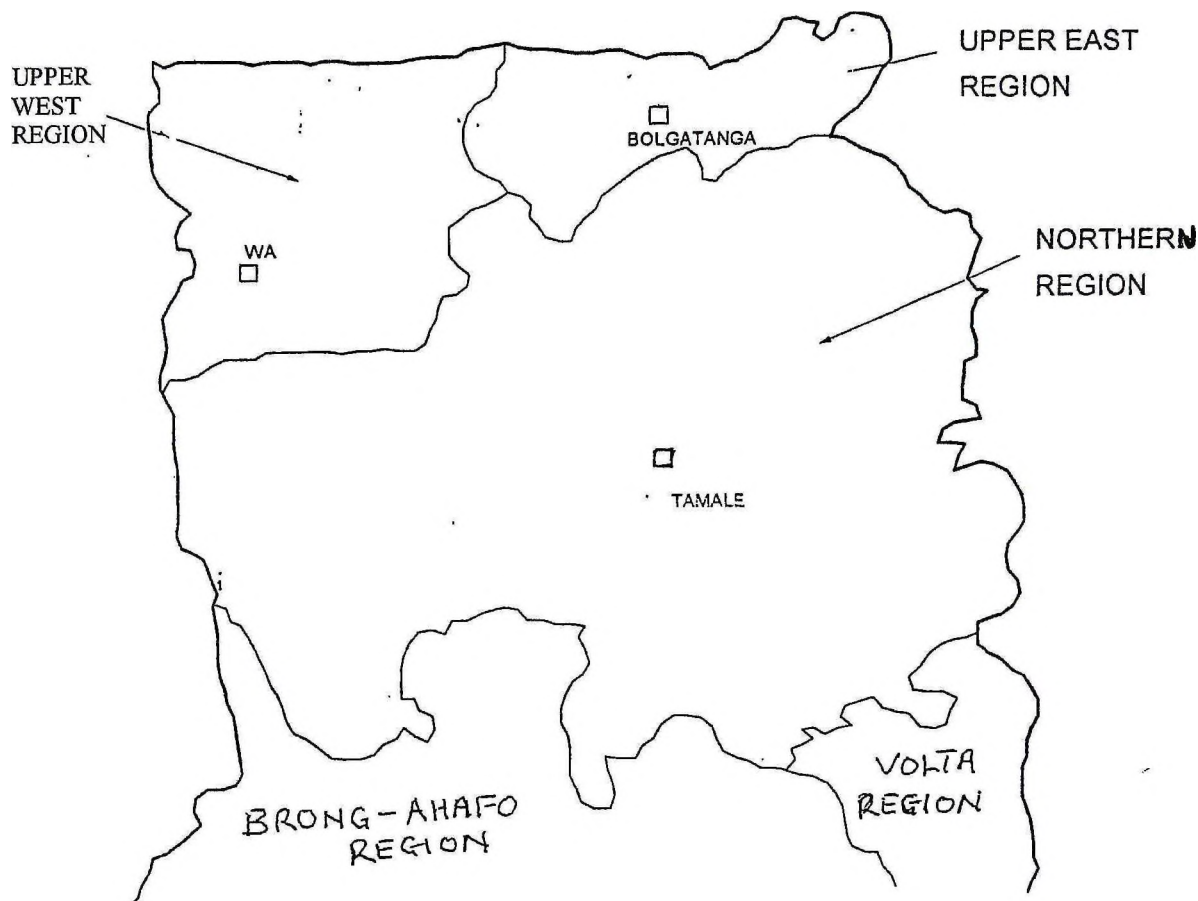 UPPER EAST
REGION
UPPER
WEST
REGION
BOLGATANGA
WA
NORTHERN
REGION
TAMALE
VOLTA
REGION
BRONG-AHAFO
REGION